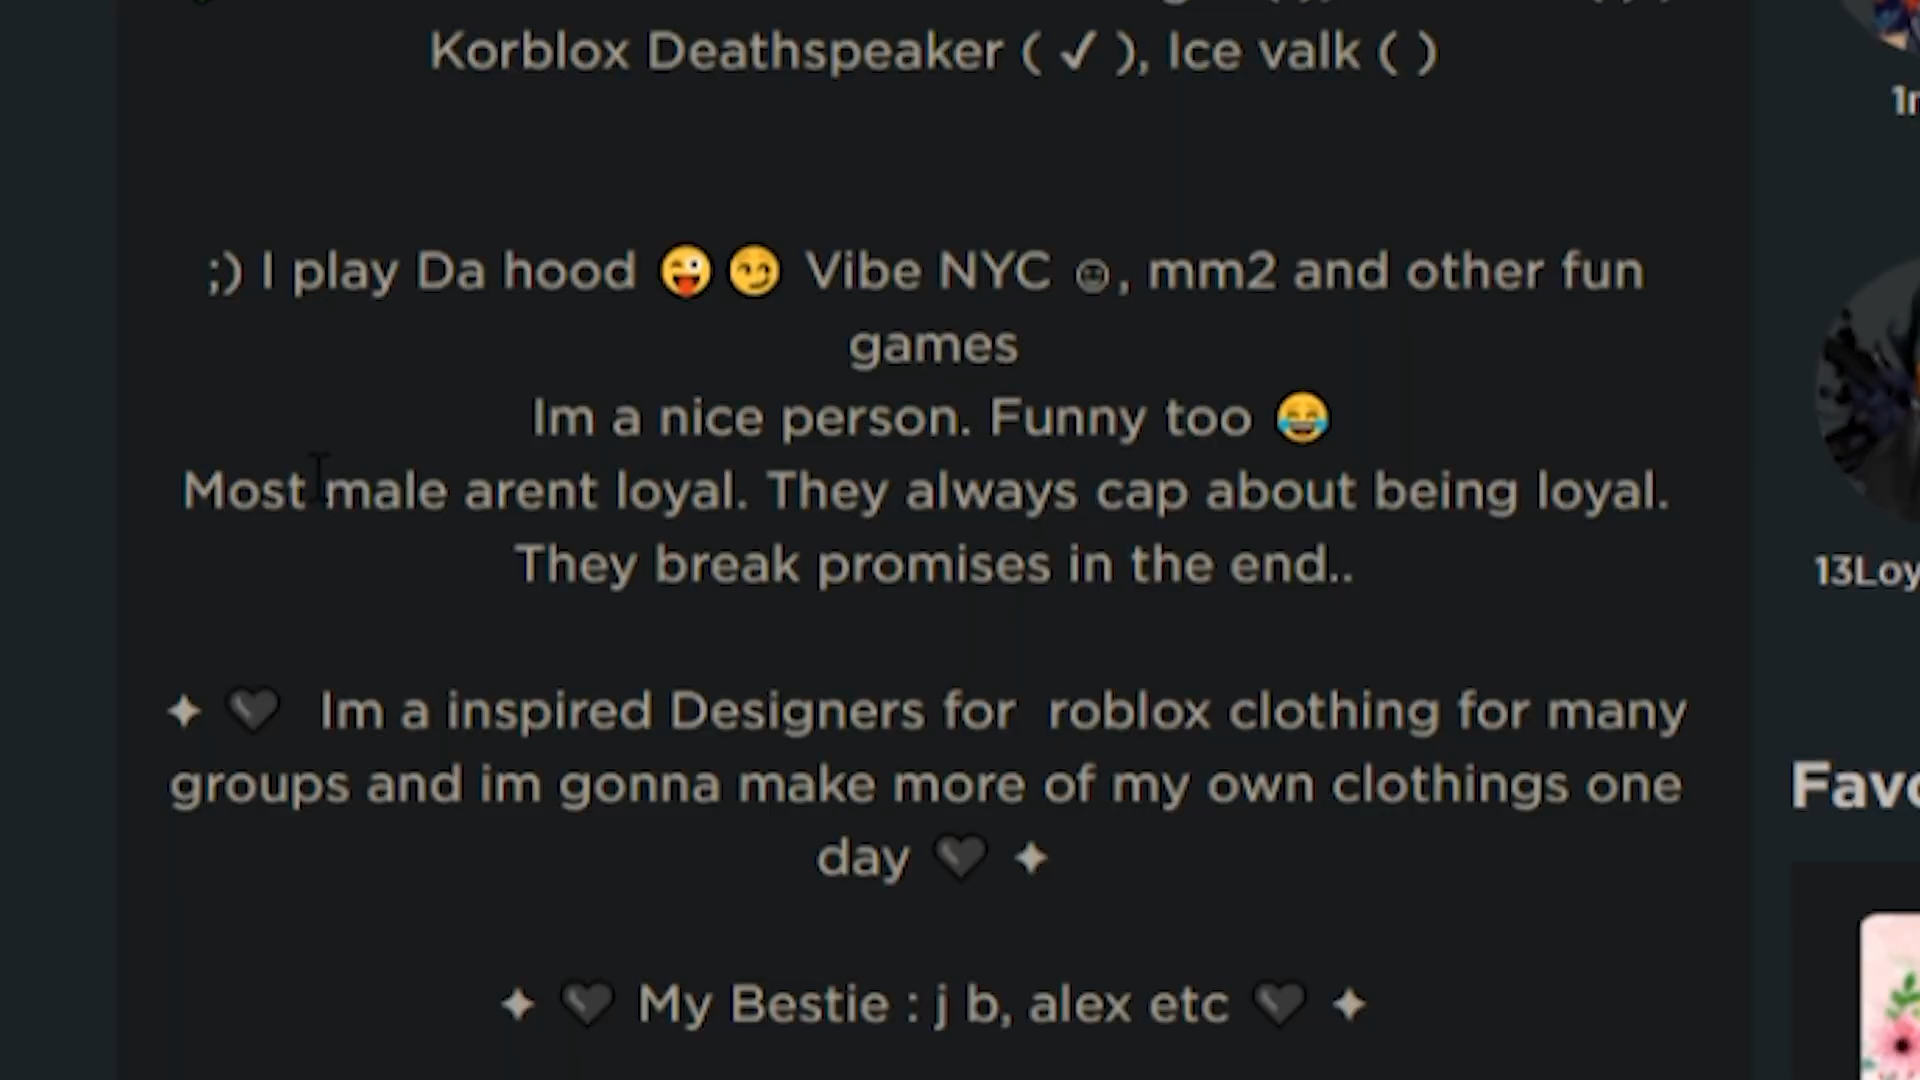 Korblox Deathspeaker ( ✓ ), Ice valk ( )
;) I play Da hood 😜😏 Vibe NYC ☺, mm2 and other fun
games
Im a nice person. Funny too 😂
Most male arent loyal. They always cap about being loyal.
They break promises in the end..
✦ 🖤 Im a inspired Designers for roblox clothing for many
groups and im gonna make more of my own clothings one
day 🖤 ✦
✦ 🖤 My Bestie : j b, alex etc 🖤 ✦
13Loy
Favo